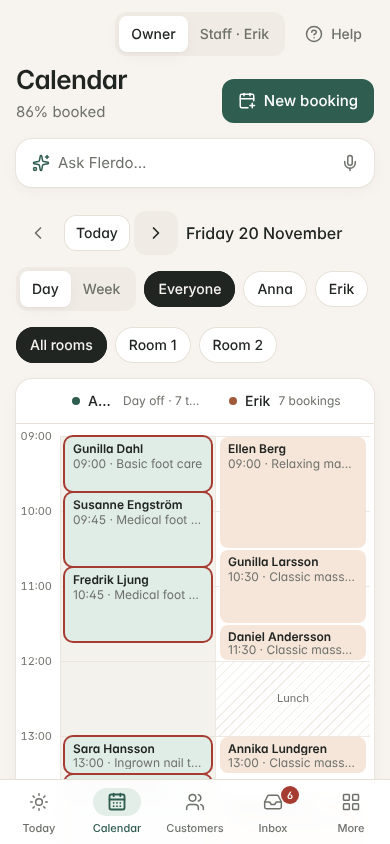 Owner
Staff · Erik
Help
Calendar
86% booked
New booking
Ask Flerdo...
Today
Friday 20 November
Day
Week
Everyone
Anna
Erik
All rooms
Room 1
Room 2
A... Day off · 7 t...
Erik 7 bookings
09:00
Gunilla Dahl
09:00 · Basic foot care
Ellen Berg
09:00 · Relaxing ma...
Susanne Engström
09:45 · Medical foot ...
10:00
Gunilla Larsson
10:30 · Classic mass...
Fredrik Ljung
10:45 · Medical foot ...
11:00
Daniel Andersson
11:30 · Classic mass...
12:00
Lunch
13:00
Sara Hansson
13:00 · Ingrown nail t...
Annika Lundgren
13:00 · Classic mass...
Today
Calendar
Customers
6
Inbox
More